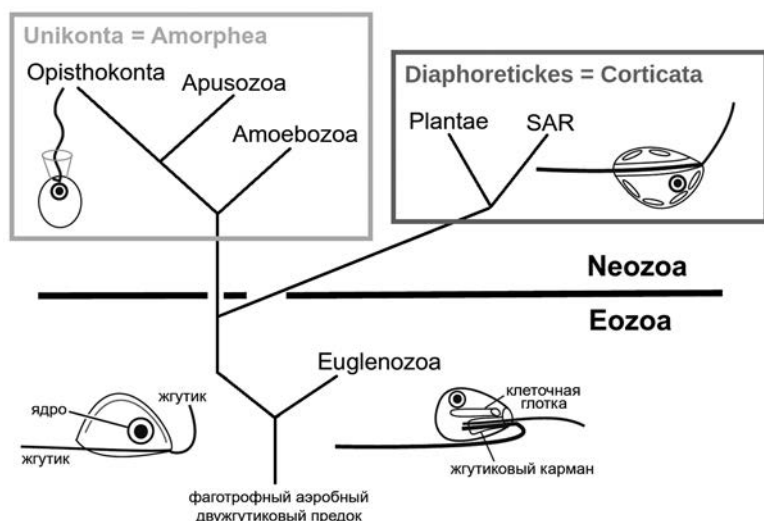 Unikonta = Amorphea
Opisthokonta
Apusozoa
Amoebozoa
Diaphoretickes = Corticata
Plantae
SAR
Neozoa
Eozoa
Euglenozoa
жгутик
ядро
жгутик
клеточная
глотка
жгутиковый карман
фаготрофный аэробный
двужгутиковый предок